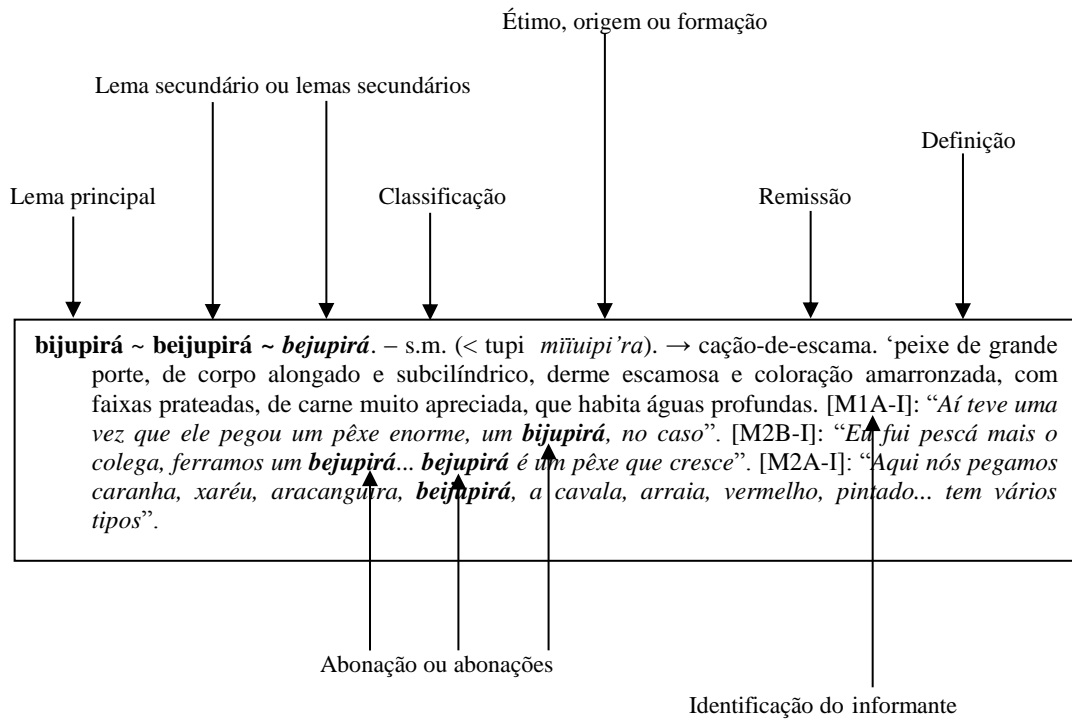 Étimo, origem ou formação
Lema secundário ou lemas secundários
Definição
Lema principal
Classificação
Remissão
bijupirá ~ beijupirá ~ bejupirá. – s.m. (< tupi mïïuipi’ra). → cação-de-escama. ‘peixe de grande
porte, de corpo alongado e subcilíndrico, derme escamosa e coloração amarronzada, com
faixas prateadas, de carne muito apreciada, que habita águas profundas. [M1A-I]: “Aí teve uma
vez que ele pegou um pêxe enorme, um bijupirá, no caso”. [M2B-I]: “Eu fui pescá mais o
colega, ferramos um bejupirá... bejupirá é um pêxe que cresce”. [M2A-I]: “Aqui nós pegamos
caranha, xaréu, aracanguira, beijupirá, a cavala, arraia, vermelho, pintado... tem vários
tipos”.
Abonação ou abonações
Identificação do informante